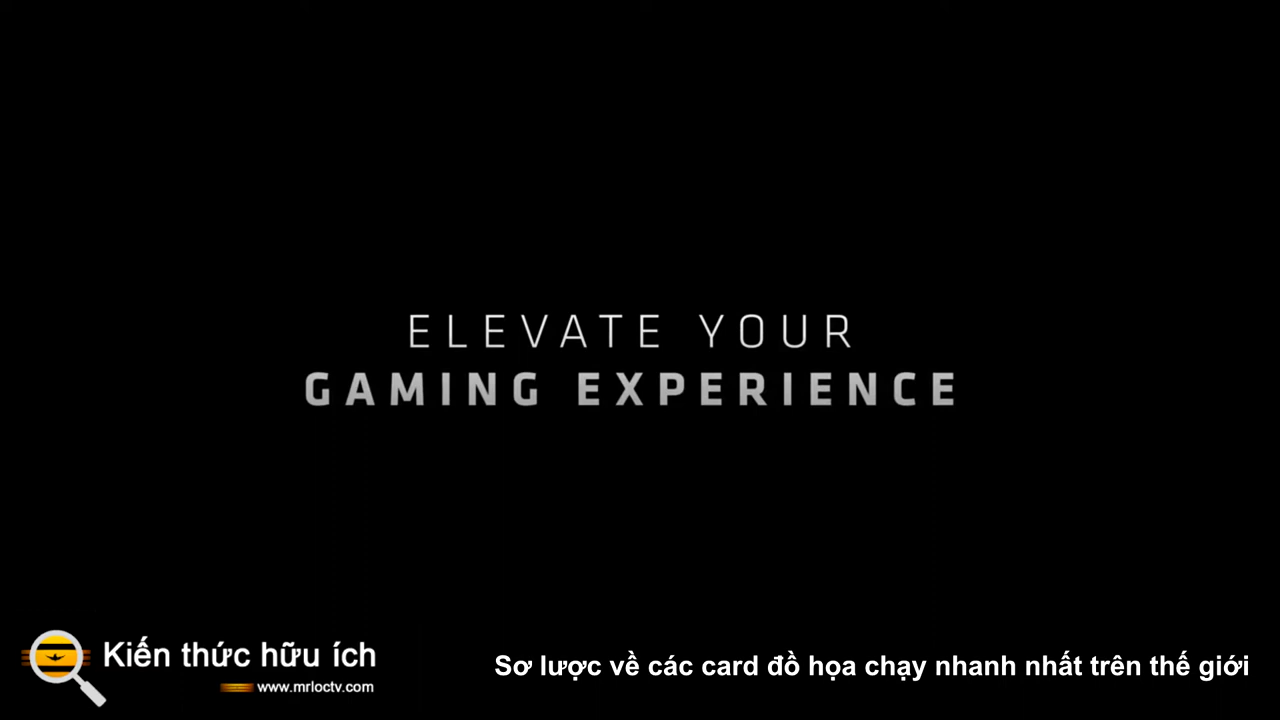 ELEVATE YOUR
GAMING EXPERIENCE
Kiến thức hữu ích
www.mrloctv.com
Sơ lược về các card đồ họa chạy nhanh nhất trên thế giới